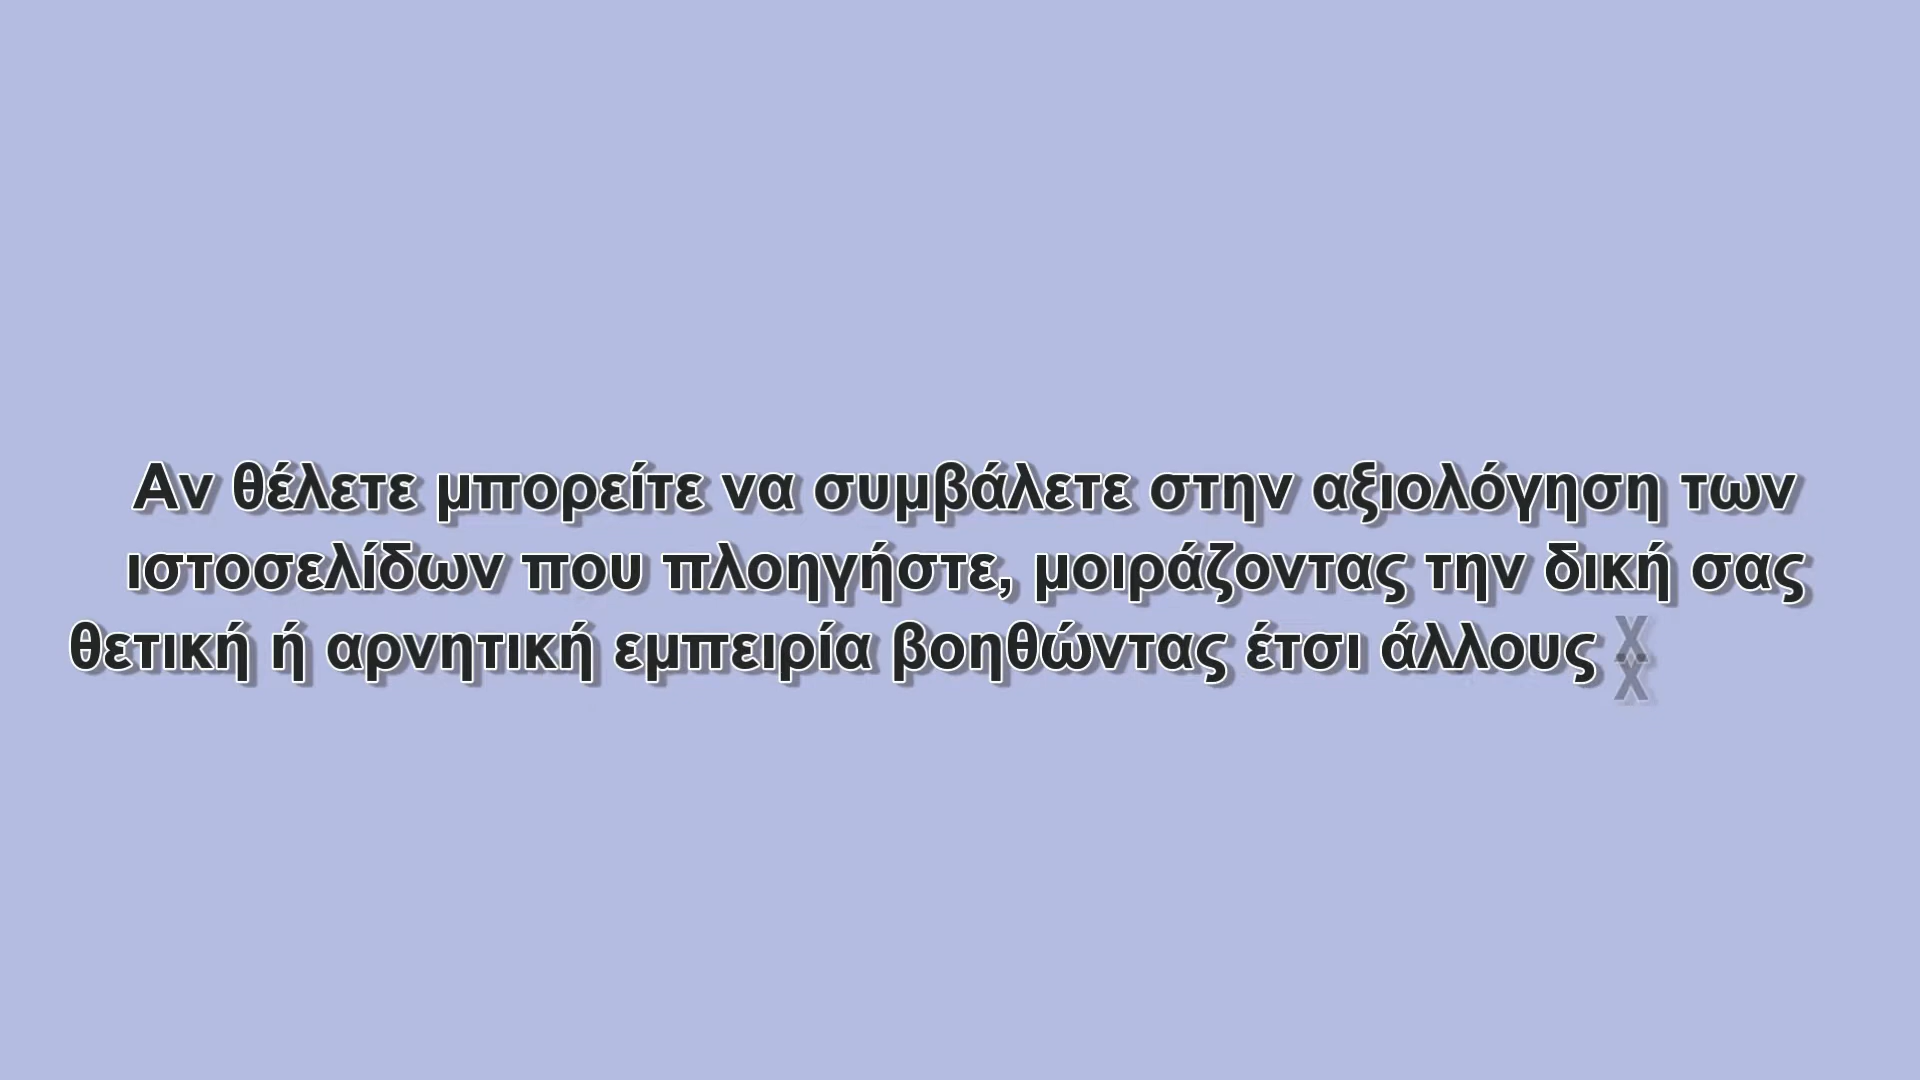 Αν θέλετε μπορείτε να συμβάλετε στην αξιολόγηση των
ιστοσελίδων που πλοηγήστε, μοιράζοντας την δική σας
θετική ή αρνητική εμπειρία βοηθώντας έτσι άλλους